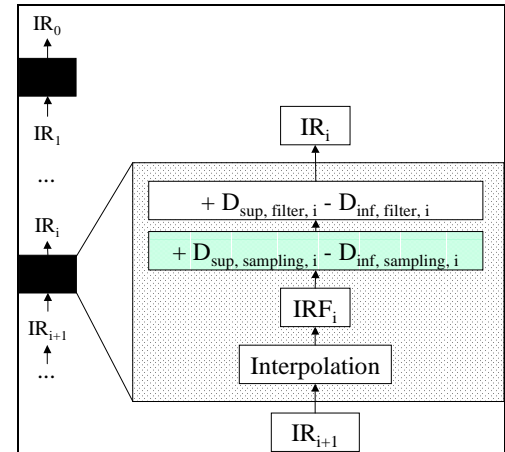 IR0
IR1
...
IRi
IRi+1
...
IRi
+ Dsup, filter, i - Dinf, filter, i
+ Dsup, sampling, i - Dinf, sampling, i
IRFi
Interpolation
IRi+1